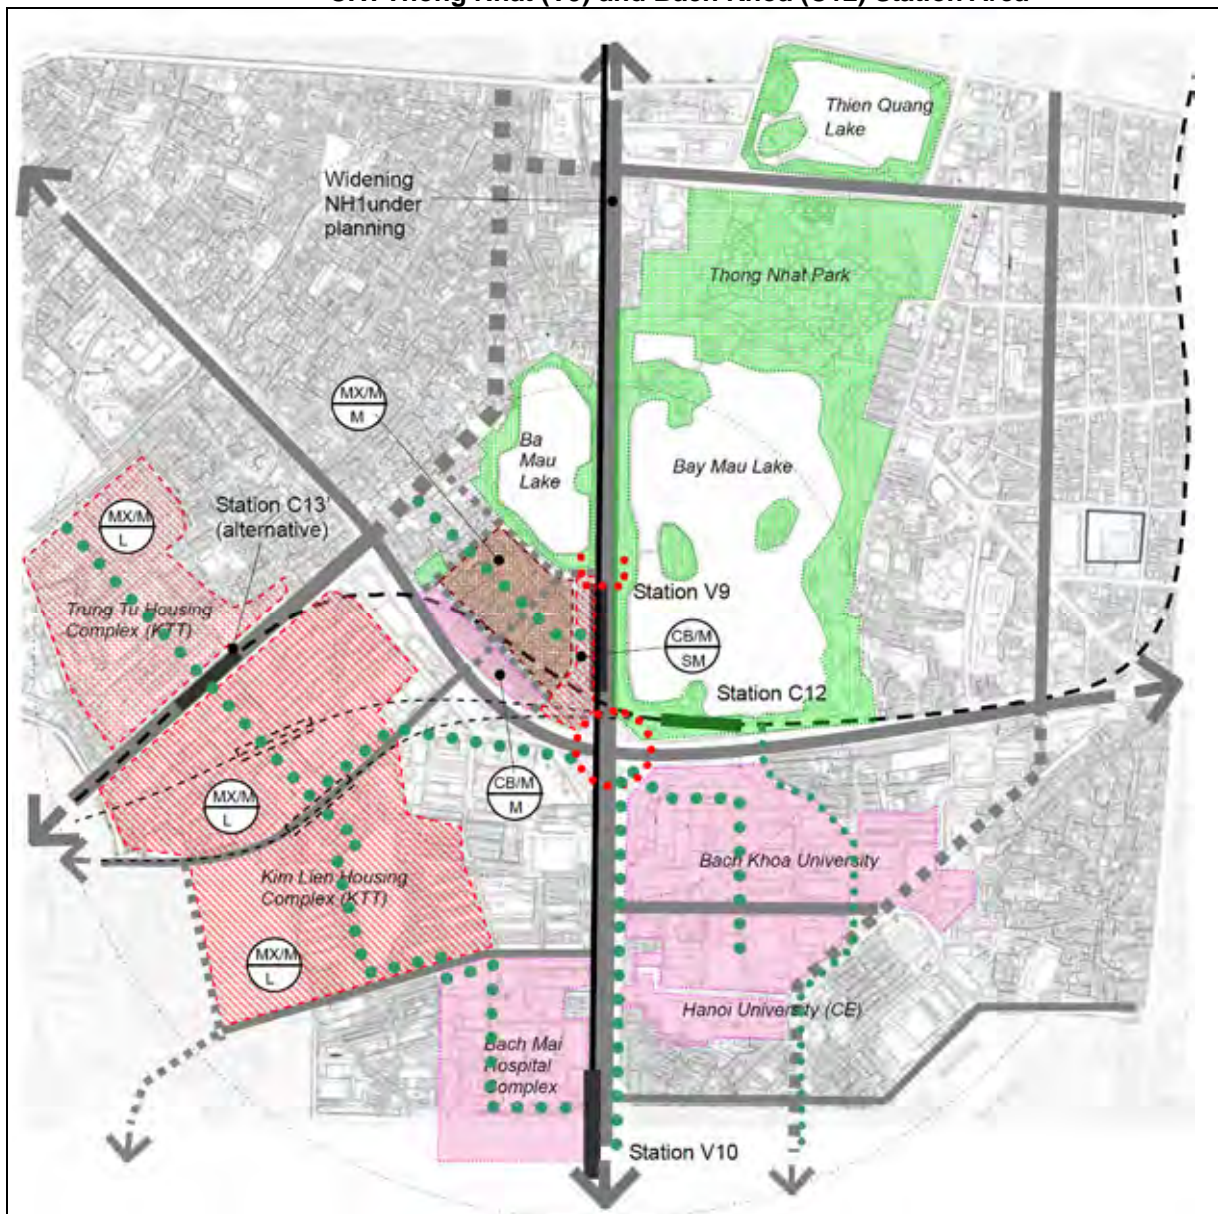 Thien Quang
Lake
Widening
NH1under
planning
Thong Nhat Park
MX/M
M
Ba
Mau
Lake
Bay Mau Lake
Station C13'
(alternative)
MX/M
L
Station V9
Trung Tu Housing
Complex (KTT)
CB/M
SM
Station C12
CB/M
M
MX/M
L
Bach Khoa University
Kim Lien Housing
Complex (KTT)
MX/M
L
Hanoi University (CE)
Bach Mai
Hospital
Complex
Station V10